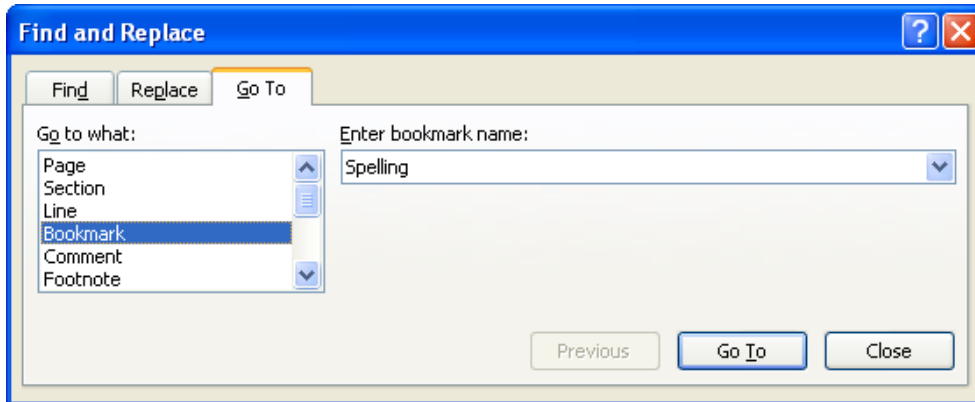 Find and Replace
Find Replace Go To
Go to what: Enter bookmark name:
Page Spelling
Section
Line
Bookmark
Comment
Footnote
Previous Go To Close